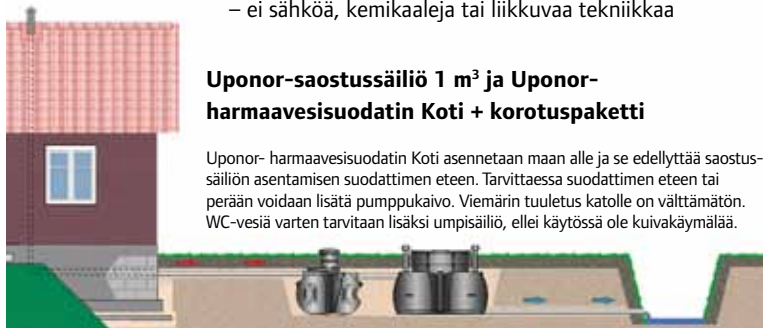 – ei sähköä, kemikaaleja tai liikkuvaa tekniikkaa
Uponor-saostussäiliö 1 m³ ja Uponor-
harmaavesisuodatin Koti + korotuspaketti
Uponor- harmaavesisuodatin Koti asennetaan maan alle ja se edellyttää saostus-
säiliön asentamisen suodattimen eteen. Tarvittaessa suodattimen eteen tai
perään voidaan lisätä pumppukaivo. Viemärin tuuletus katolle on välttämätön.
WC-vesiä varten tarvitaan lisäksi umpisäiliö, ellei käytössä ole kuivakäymälää.